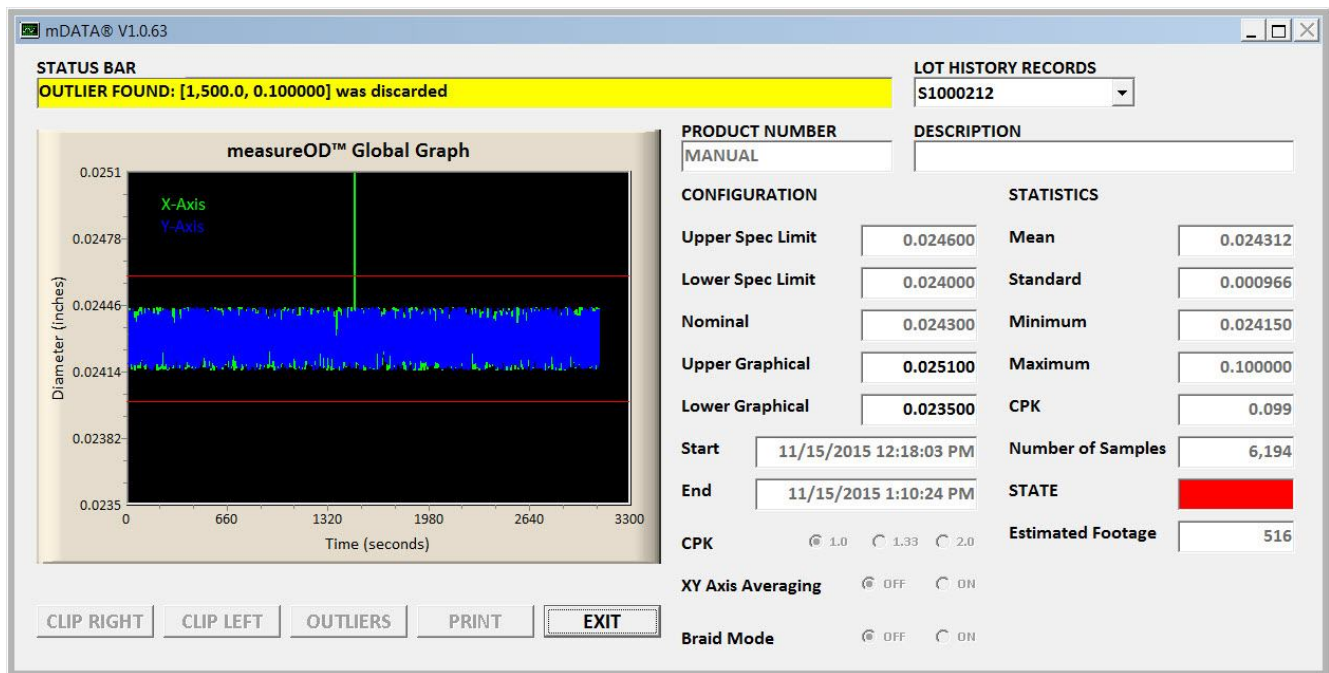 mDATA® V1.0.63
STATUS BAR
OUTLIER FOUND: [1,500.0, 0.100000] was discarded
LOT HISTORY RECORDS
S1000212
PRODUCT NUMBER
MANUAL
DESCRIPTION
measureOD™ Global Graph
X-Axis
Y-Axis
Diameter (inches)
0.0251
0.02478
0.02446
0.02414
0.02382
0.0235
0 660 1320 1980 2640 3300
Time (seconds)
CONFIGURATION
Upper Spec Limit 0.024600
Lower Spec Limit 0.024000
Nominal 0.024300
Upper Graphical 0.025100
Lower Graphical 0.023500
Start 11/15/2015 12:18:03 PM
End 11/15/2015 1:10:24 PM
CPK 1.0 1.33 2.0
XY Axis Averaging OFF ON
Braid Mode OFF ON
STATISTICS
Mean 0.024312
Standard 0.000966
Minimum 0.024150
Maximum 0.100000
CPK 0.099
Number of Samples 6,194
STATE
Estimated Footage 516
CLIP RIGHT CLIP LEFT OUTLIERS PRINT EXIT